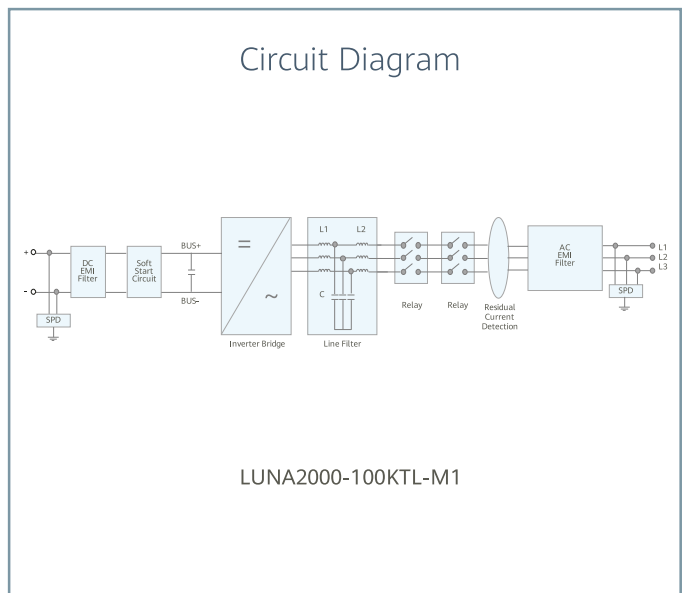 Circuit Diagram
+
-
SPD
DC
EMI
Filter
Soft
Start
Circuit
BUS+
BUS-
=
~
Inverter Bridge
L1
L2
C
Line Filter
Relay
Relay
Residual
Current
Detection
AC
EMI
Filter
L1
L2
L3
SPD
LUNA2000-100KTL-M1